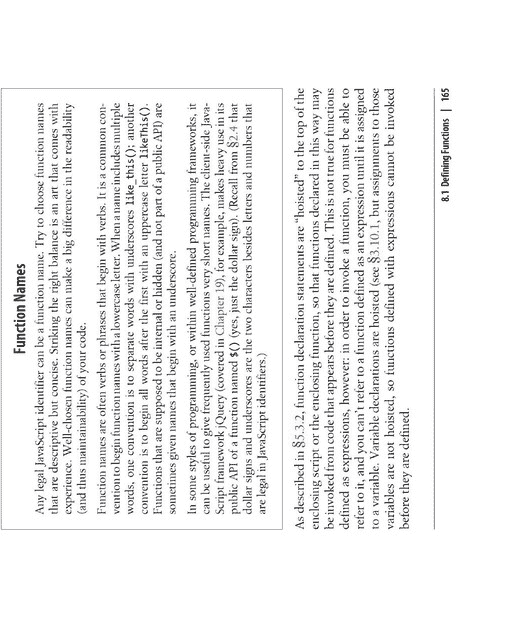 Function Names
Any legal JavaScript identifier can be a function name. Try to choose function names
that are descriptive but concise. Striking the right balance is an art that comes with
experience. Well-chosen function names can make a big difference in the readability
(and thus maintainability) of your code.
Function names are often verbs or phrases that begin with verbs. It is a common con-
vention to begin function names with a lowercase letter. When a name includes multiple
words, one convention is to separate words with underscores like_this(); another
convention is to begin all words after the first with an uppercase letter likeThis().
Functions that are supposed to be internal or hidden (and not part of a public API) are
sometimes given names that begin with an underscore.
In some styles of programming, or within well-defined programming frameworks, it
can be useful to give frequently used functions very short names. The client-side Java-
Script framework jQuery (covered in Chapter 19), for example, makes heavy use in its
public API of a function named $() (yes, just the dollar sign). (Recall from §2.4 that
dollar signs and underscores are the two characters besides letters and numbers that
are legal in JavaScript identifiers.)
As described in §5.3.2, function declaration statements are “hoisted” to the top of the
enclosing script or the enclosing function, so that functions declared in this way may
be invoked from code that appears before they are defined. This is not true for functions
defined as expressions, however: in order to invoke a function, you must be able to
refer to it, and you can’t refer to a function defined as an expression until it is assigned
to a variable. Variable declarations are hoisted (see §3.10.1, but assignments to those
variables are not hoisted, so functions defined with expressions cannot be invoked
before they are defined.
8.1 Defining Functions | 165